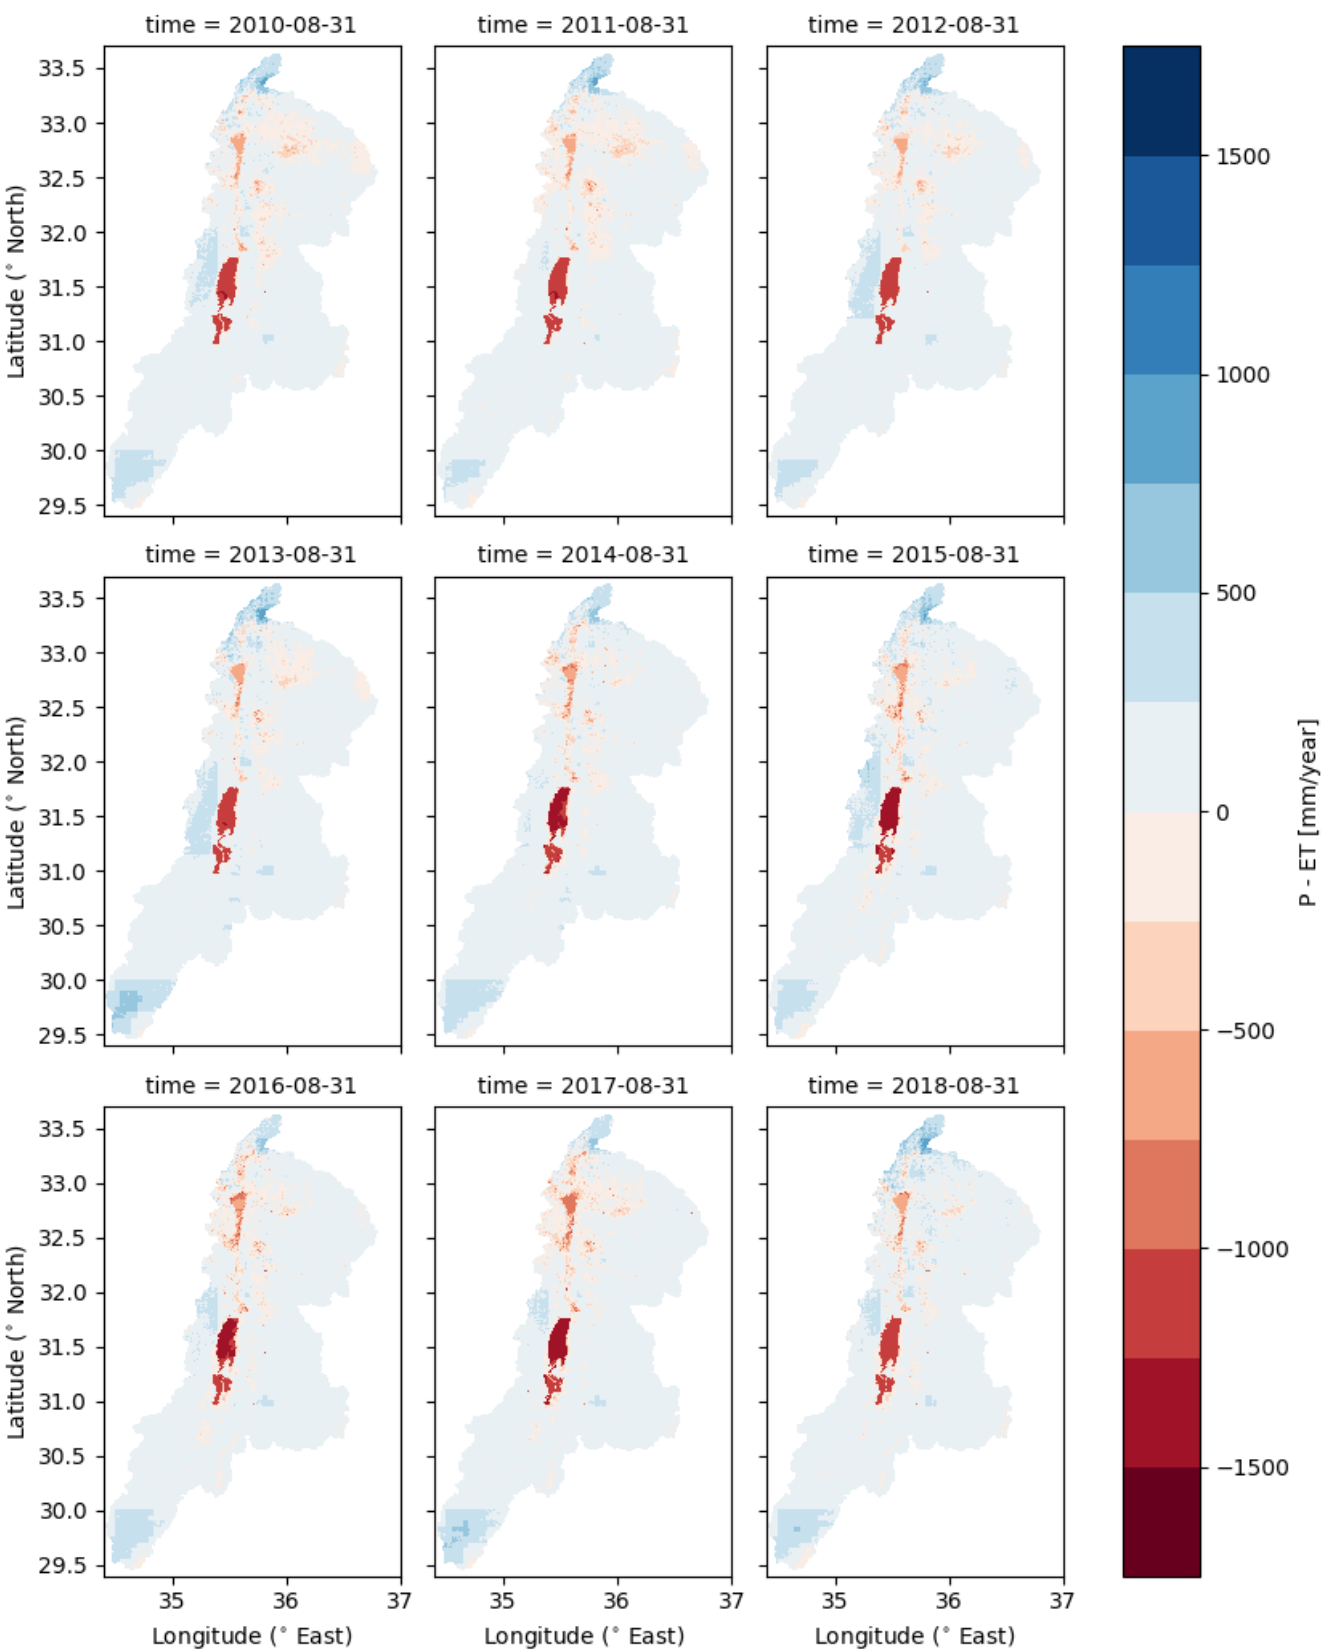 time = 2010-08-31
time = 2011-08-31
time = 2012-08-31
33.5
33.0
32.5
32.0
31.5
31.0
30.5
30.0
29.5
Latitude (° North)
time = 2013-08-31
time = 2014-08-31
time = 2015-08-31
33.5
33.0
32.5
32.0
31.5
31.0
30.5
30.0
29.5
Latitude (° North)
time = 2016-08-31
time = 2017-08-31
time = 2018-08-31
33.5
33.0
32.5
32.0
31.5
31.0
30.5
30.0
29.5
Latitude (° North)
35 36 37
35 36 37
35 36 37
Longitude (° East)
Longitude (° East)
Longitude (° East)
1500
1000
500
0
−500
−1000
−1500
P - ET [mm/year]